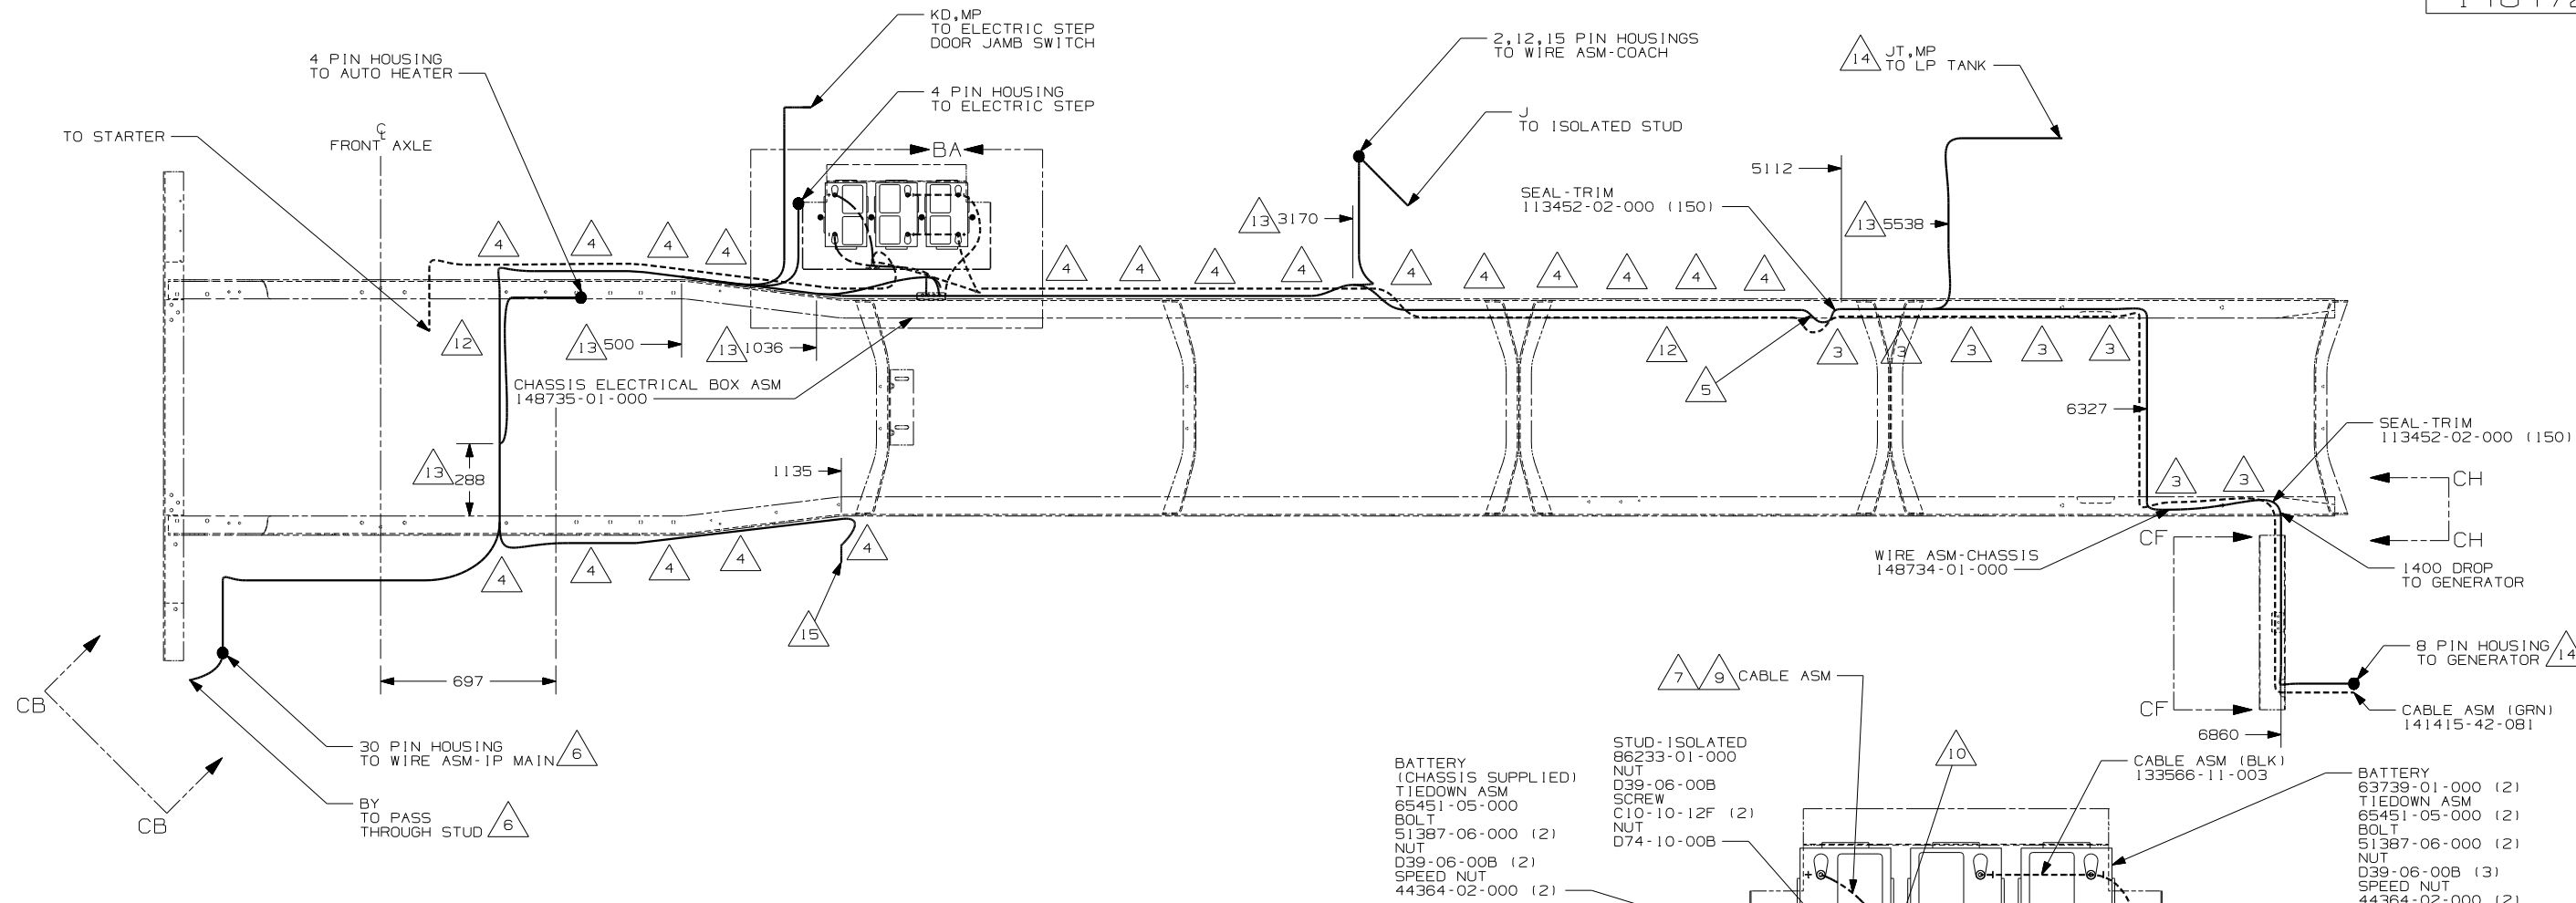 KD,MP
TO ELECTRIC STEP
DOOR JAMB SWITCH
4 PIN HOUSING
TO AUTO HEATER
4 PIN HOUSING
TO ELECTRIC STEP
2,12,15 PIN HOUSINGS
TO WIRE ASM-COACH
14
JT,MP
TO LP TANK
J
TO ISOLATED STUD
TO STARTER
FRONT AXLE
BA
5112
SEAL-TRIM
113452-02-000 (150)
13 3170
13 5538
4
4
4
4
4
4
4
4
4
4
4
4
4
4
12
13 500
13 1036
12
3
3
3
3
3
5
CHASSIS ELECTRICAL BOX ASM
148735-01-000
6327
SEAL-TRIM
113452-02-000 (150)
13
288
1135
3
3
CH
CH
4
4
4
4
4
CF
WIRE ASM-CHASSIS
148734-01-000
1400 DROP
TO GENERATOR
15
697
CB
CB
8 PIN HOUSING
TO GENERATOR 14
7 9 CABLE ASM
CF
CABLE ASM (GRN)
141415-42-081
6860
30 PIN HOUSING
TO WIRE ASM-IP MAIN 6
BY
TO PASS
THROUGH STUD 6
BATTERY
(CHASSIS SUPPLIED)
TIEDOWN ASM
65451-05-000
BOLT
51387-06-000 (2)
NUT
D39-06-00B (2)
SPEED NUT
44364-02-000 (2)
STUD-ISOLATED
86233-01-000
NUT
D39-06-00B
SCREW
C10-10-12F (2)
NUT
D74-10-00B
10
CABLE ASM (BLK)
133566-11-003
BATTERY
63739-01-000 (2)
TIEDOWN ASM
65451-05-000 (2)
BOLT
51387-06-000 (2)
NUT
D39-06-00B (3)
SPEED NUT
44364-02-000 (2)